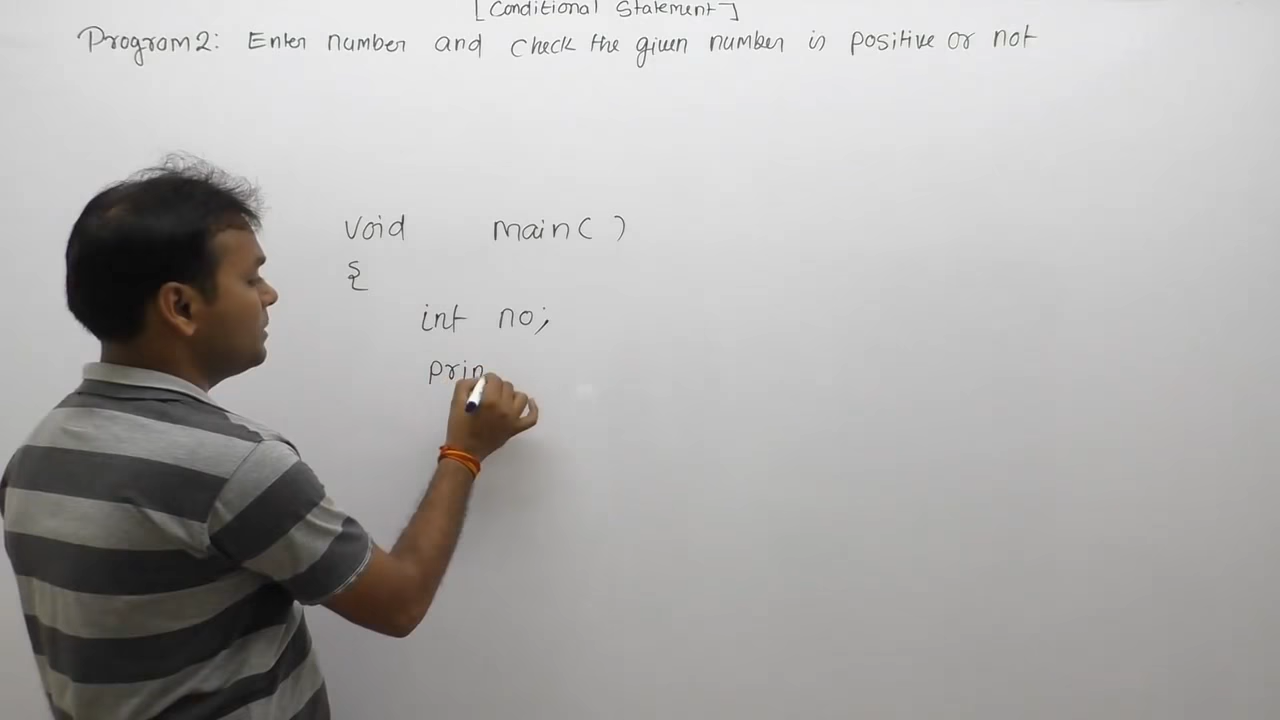 [Conditional Statement]
Program 2: Enter number and check the given number is positive or not
void main( )
{
int no;
prin